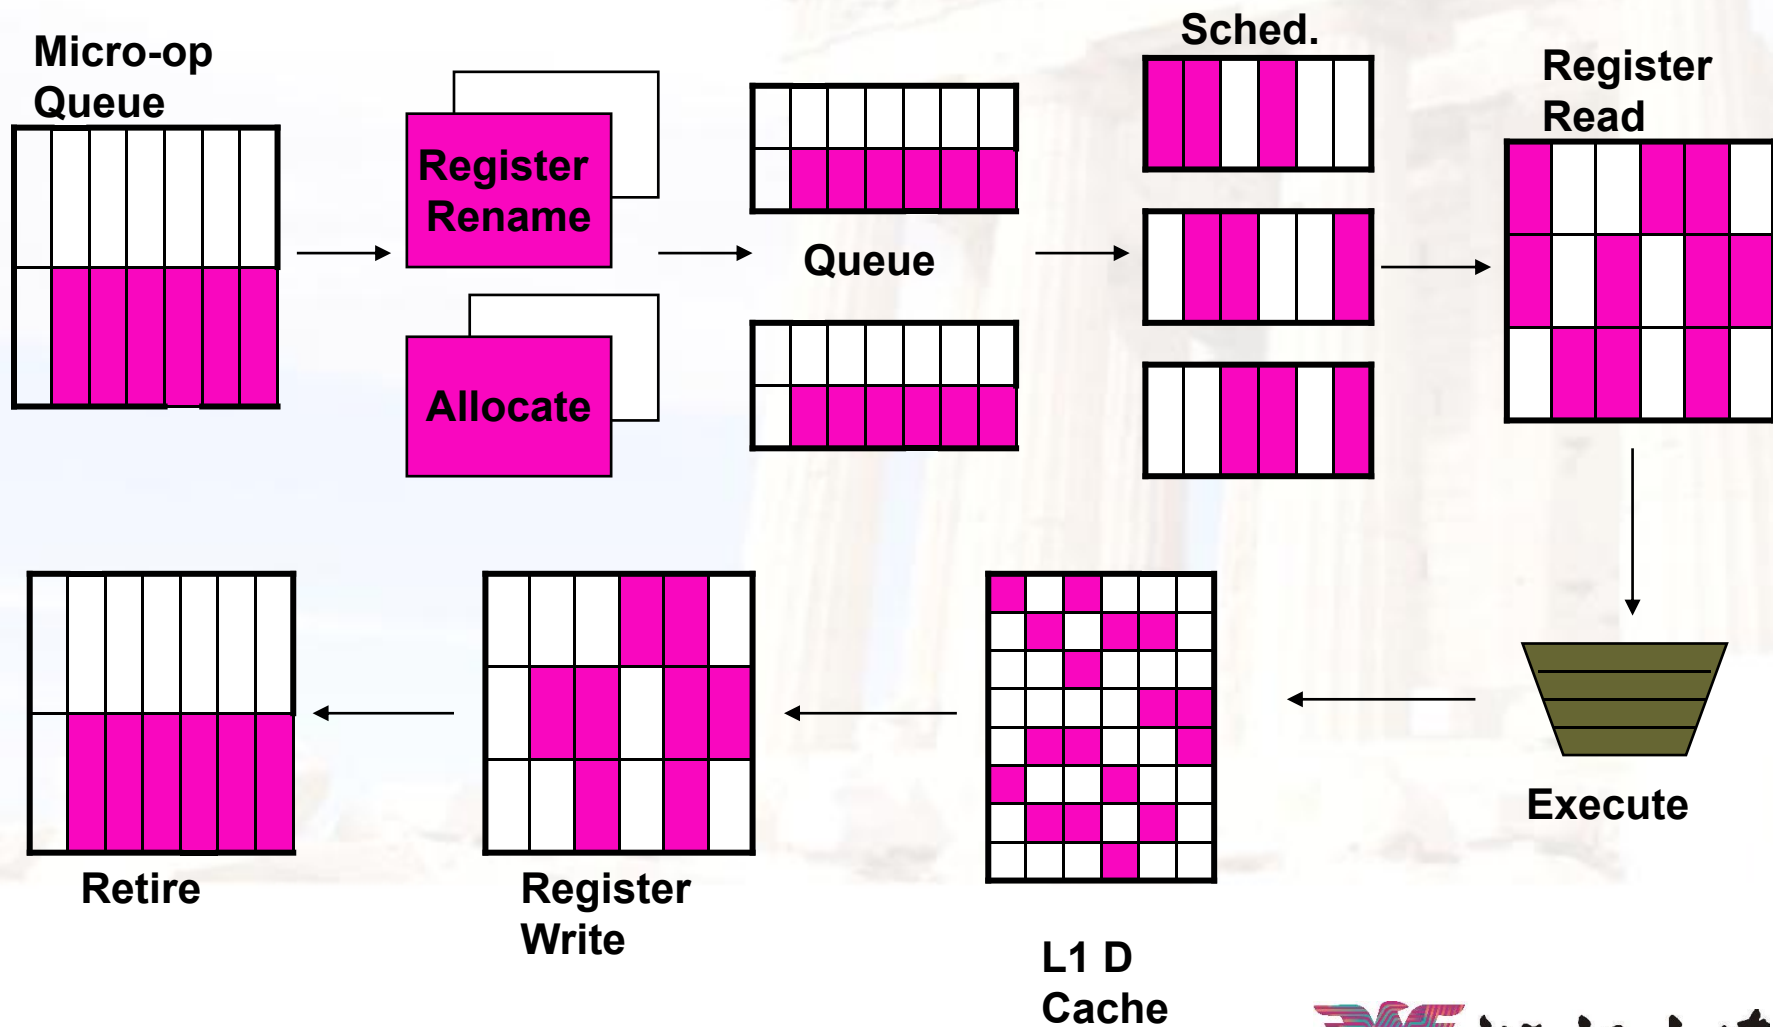 Micro-op
Queue
Register
Rename
Allocate
Queue
Sched.
Register
Read
Execute
L1 D
Cache
Register
Write
Retire